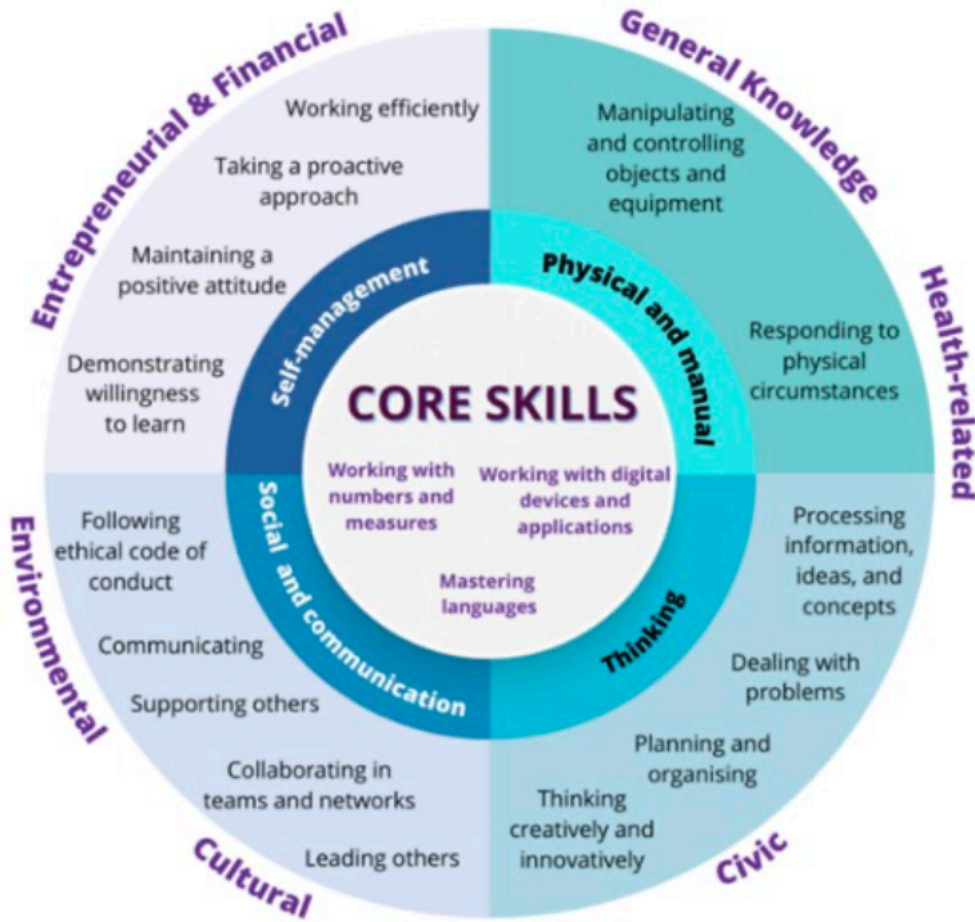 Entrepreneurial & Financial
General Knowledge
Health-related
Environmental
Cultural
Civic
Self-management
Working efficiently
Taking a proactive
approach
Maintaining a
positive attitude
Demonstrating
willingness
to learn
Physical and manual
Manipulating
and controlling
objects and
equipment
Responding to
physical
circumstances
CORE SKILLS
Working with
numbers and
measures
Working with digital
devices and
applications
Mastering
languages
Social and communication
Following
ethical code of
conduct
Communicating
Supporting others
Collaborating in
teams and networks
Leading others
Thinking
Processing
information,
ideas, and
concepts
Dealing with
problems
Planning and
organising
Thinking
creatively and
innovatively